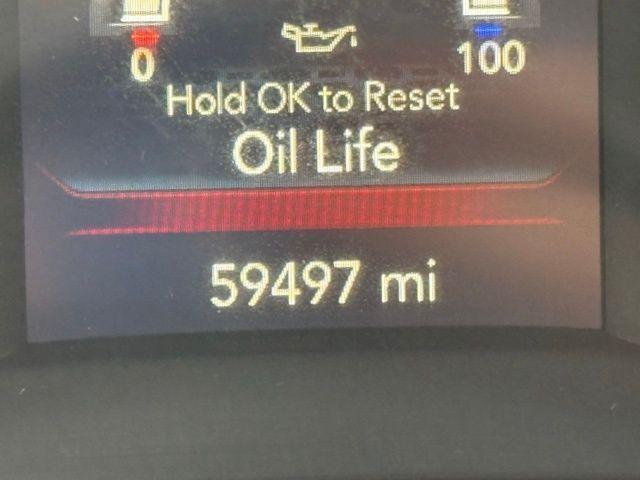 0 100
Hold OK to Reset
Oil Life
59497 mi